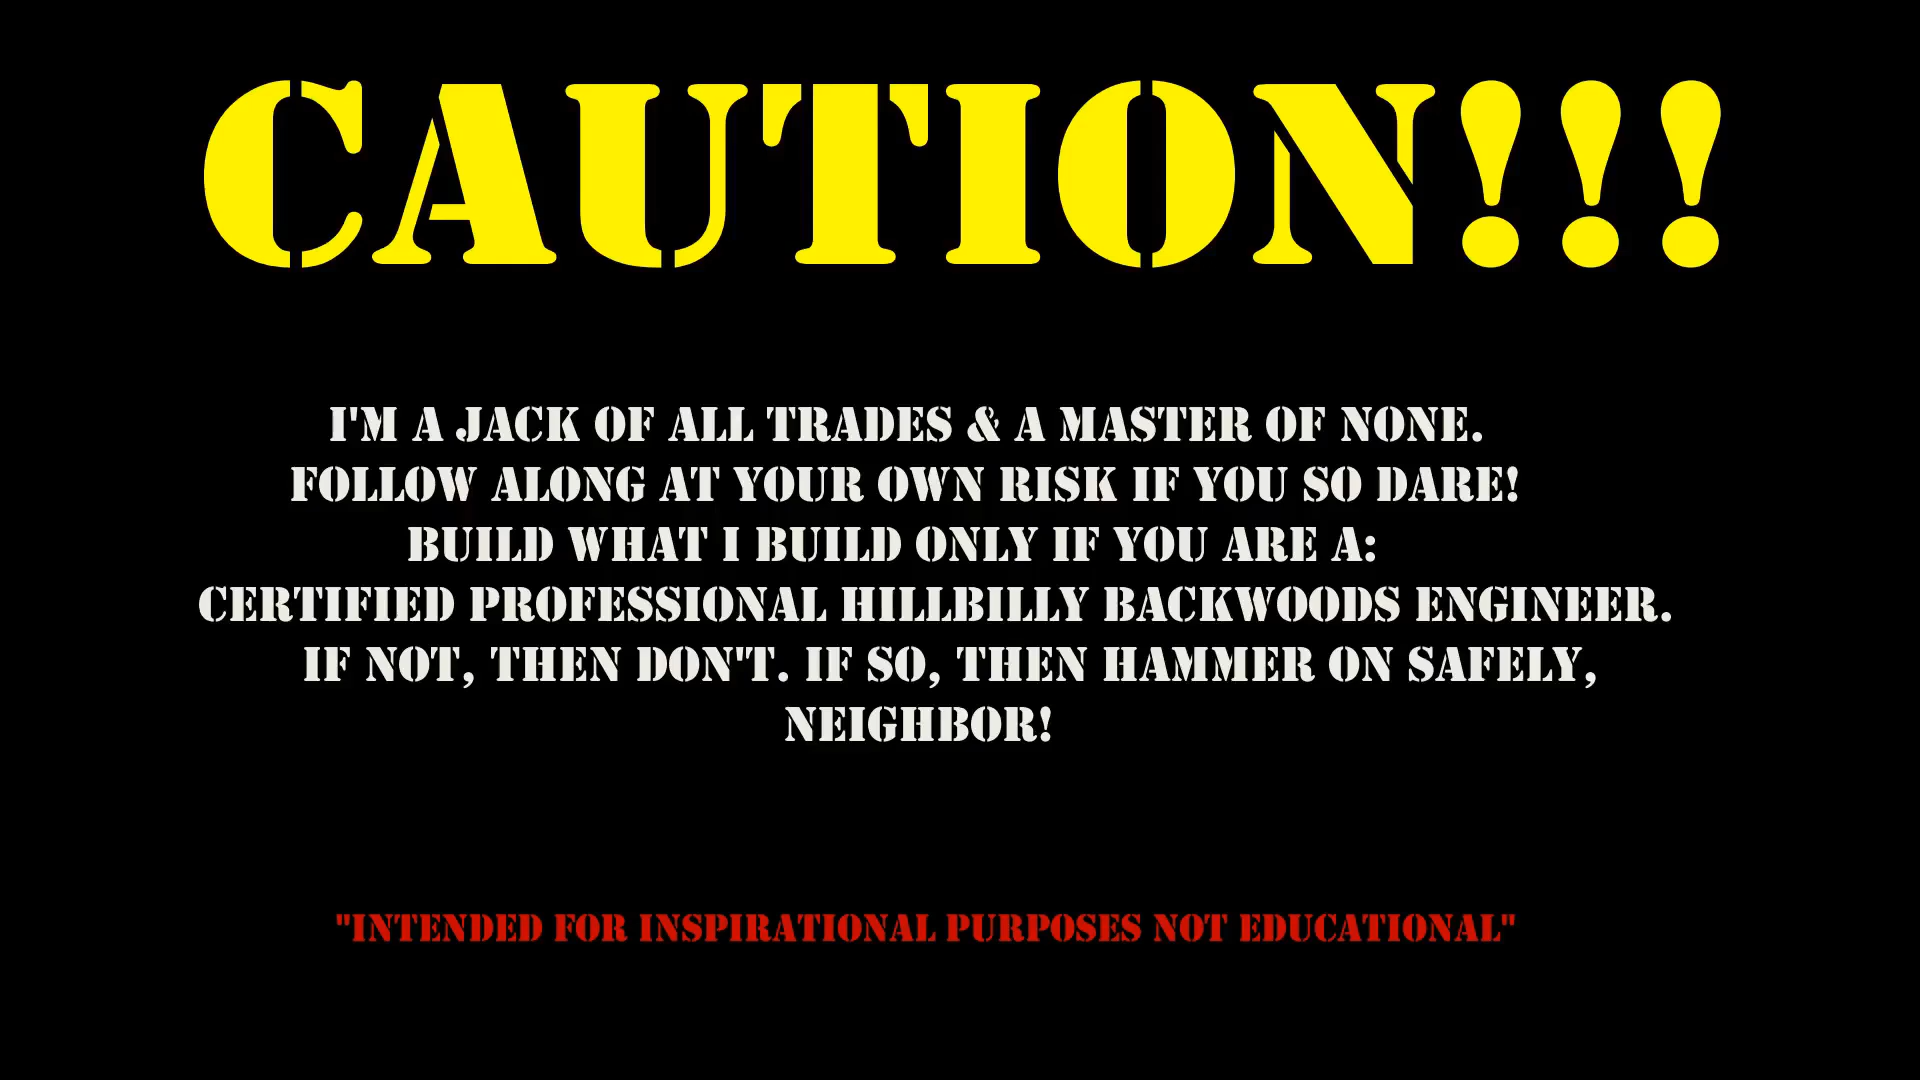 CAUTION!!!
I'M A JACK OF ALL TRADES & A MASTER OF NONE.
FOLLOW ALONG AT YOUR OWN RISK IF YOU SO DARE!
BUILD WHAT I BUILD ONLY IF YOU ARE A:
CERTIFIED PROFESSIONAL HILLBILLY BACKWOODS ENGINEER.
IF NOT, THEN DON'T. IF SO, THEN HAMMER ON SAFELY,
NEIGHBOR!
"INTENDED FOR INSPIRATIONAL PURPOSES NOT EDUCATIONAL"